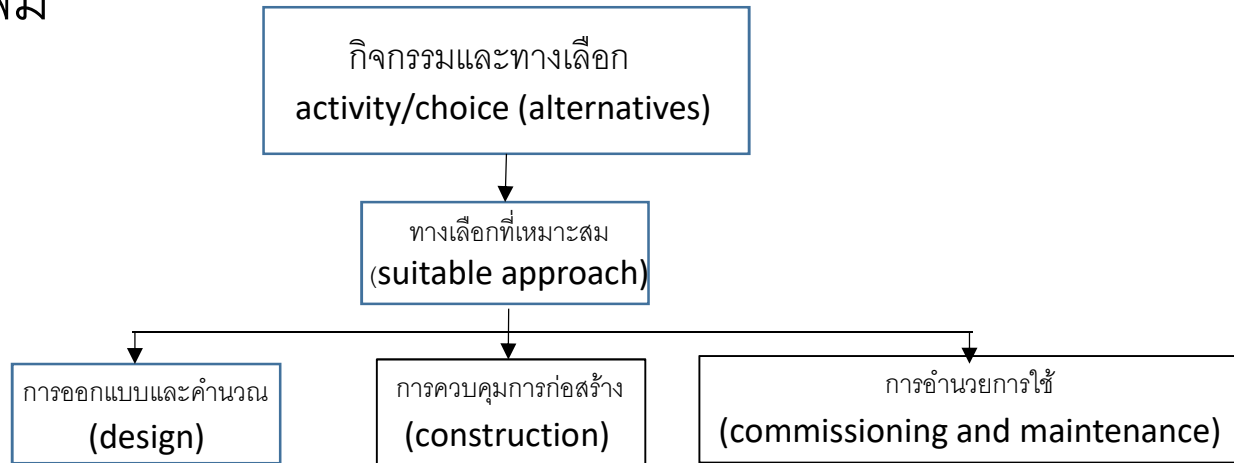 กิจกรรมและทางเลือก
activity/choice (alternatives)
ทางเลือกที่เหมาะสม
(suitable approach)
การออกแบบและคำนวณ
(design)
การควบคุมการก่อสร้าง
(construction)
การอำนวยการใช้
(commissioning and maintenance)